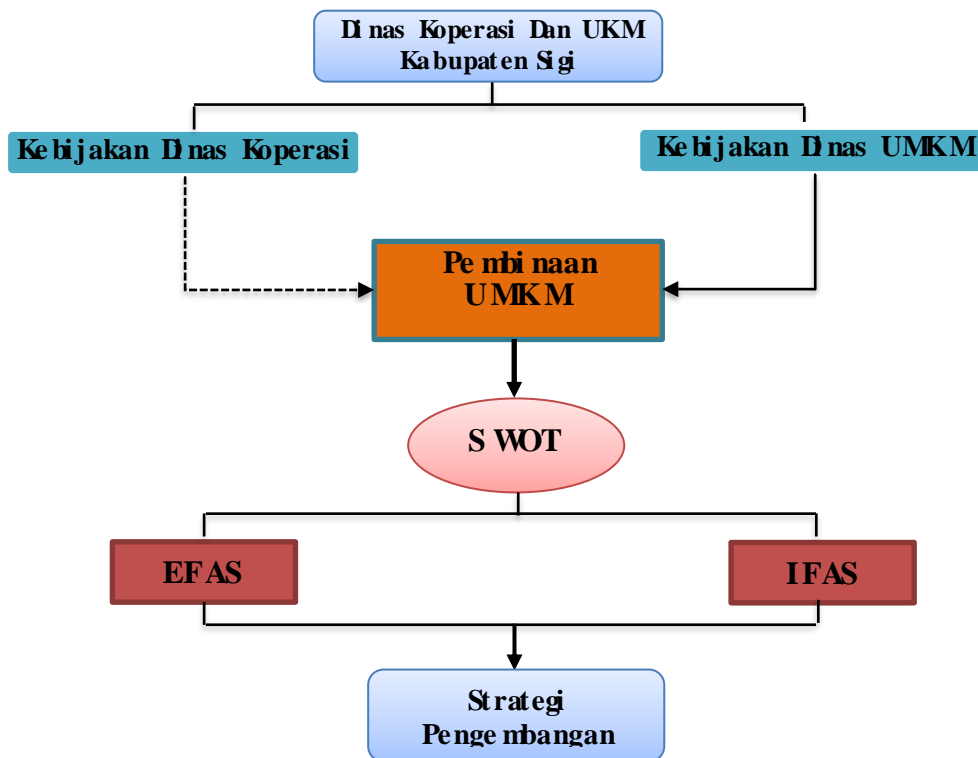 Dinas Koperasi Dan UKM
Kabupaten Sigi
Kebijakan Dinas Koperasi
Kebijakan Dinas UMKM
Pembinaan
UMKM
SWOT
EFAS
IFAS
Strategi
Pengembangan